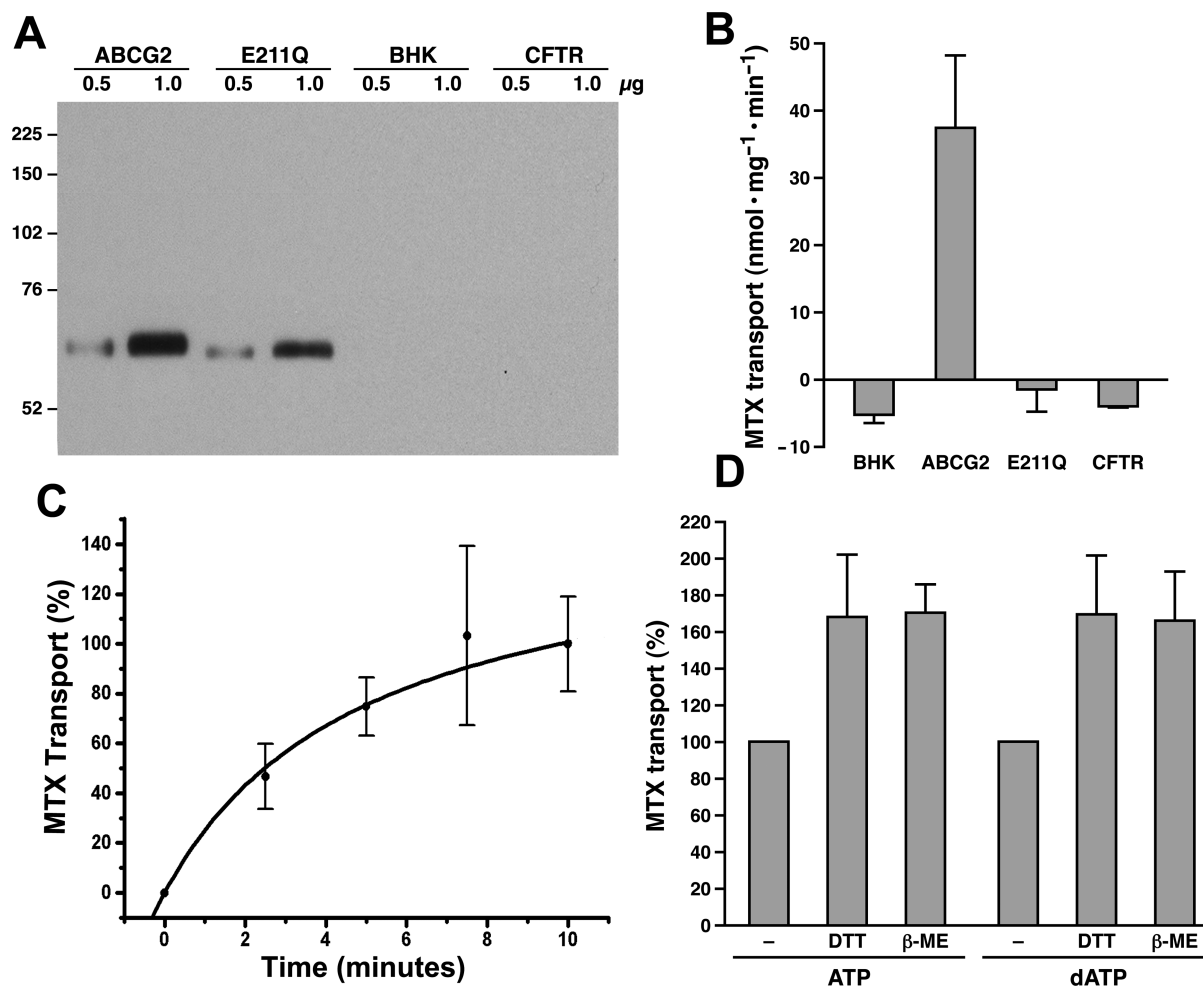 A
ABCG2 E211Q BHK CFTR
0.5 1.0 0.5 1.0 0.5 1.0 0.5 1.0 µg
225
150
102
76
52
B
MTX transport (nmol•mg⁻¹•min⁻¹)
50
40
30
20
10
0
-10
BHK ABCG2 E211Q CFTR
C
MTX Transport (%)
140
120
100
80
60
40
20
0
0 2 4 6 8 10
Time (minutes)
D
MTX transport (%)
220
200
180
160
140
120
100
80
60
40
20
0
– DTT β-ME – DTT β-ME
ATP dATP